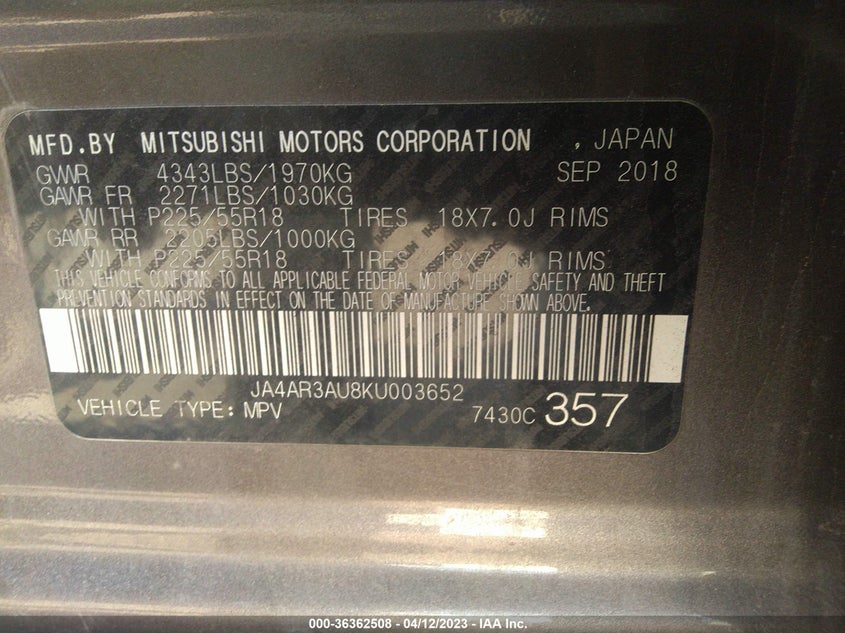 MFD.BY MITSUBISHI MOTORS CORPORATION , JAPAN
GVWR 4343LBS/1970KG SEP 2018
GAWR FR 2271LBS/1030KG
WITH P225/55R18 TIRES 18X7.0J RIMS
GAWR RR 2205LBS/1000KG
WITH P225/55R18 TIRES 18X7.0J RIMS
THIS VEHICLE CONFORMS TO ALL APPLICABLE FEDERAL MOTOR VEHICLE SAFETY AND THEFT
PREVENTION STANDARDS IN EFFECT ON THE DATE OF MANUFACTURE SHOWN ABOVE.
JA4AR3AU8KU003652
VEHICLE TYPE: MPV 7430C 357
000-36362508 - 04/12/2023 - IAA Inc.